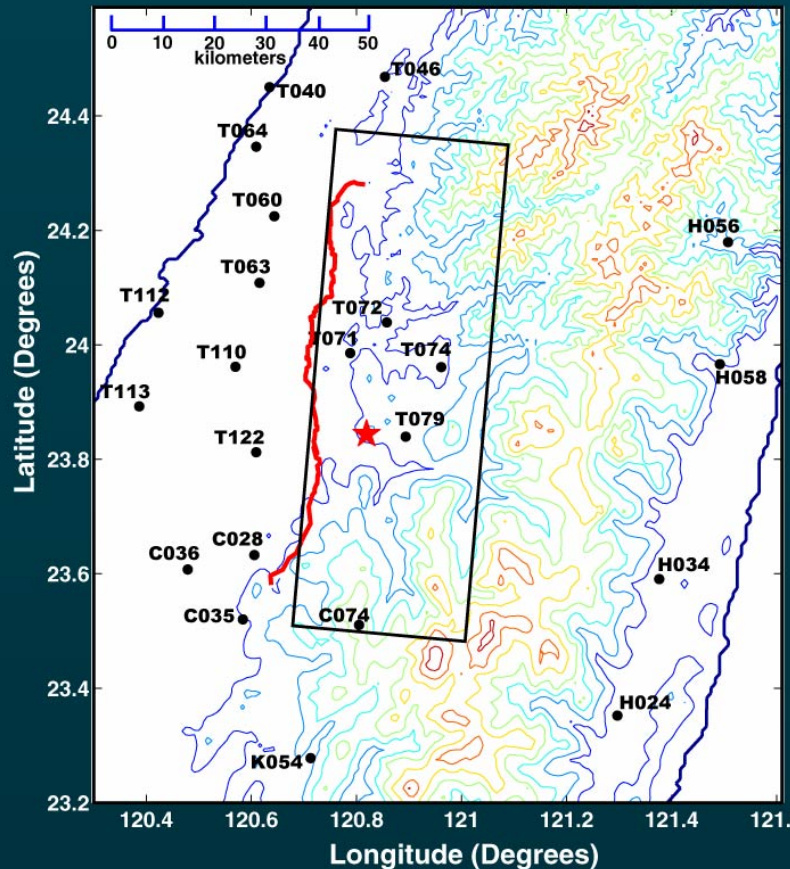 0 10 20 30 40 50
kilometers
T046
T040
24.4
T064
T060
24.2
H056
T063
T112
T072
24
T071
T110
T074
H058
T113
T079
T122
23.8
C028
C036
23.6
H034
C035
C074
23.4
H024
K054
23.2
120.4 120.6 120.8 121 121.2 121.4 121.
Latitude (Degrees)
Longitude (Degrees)